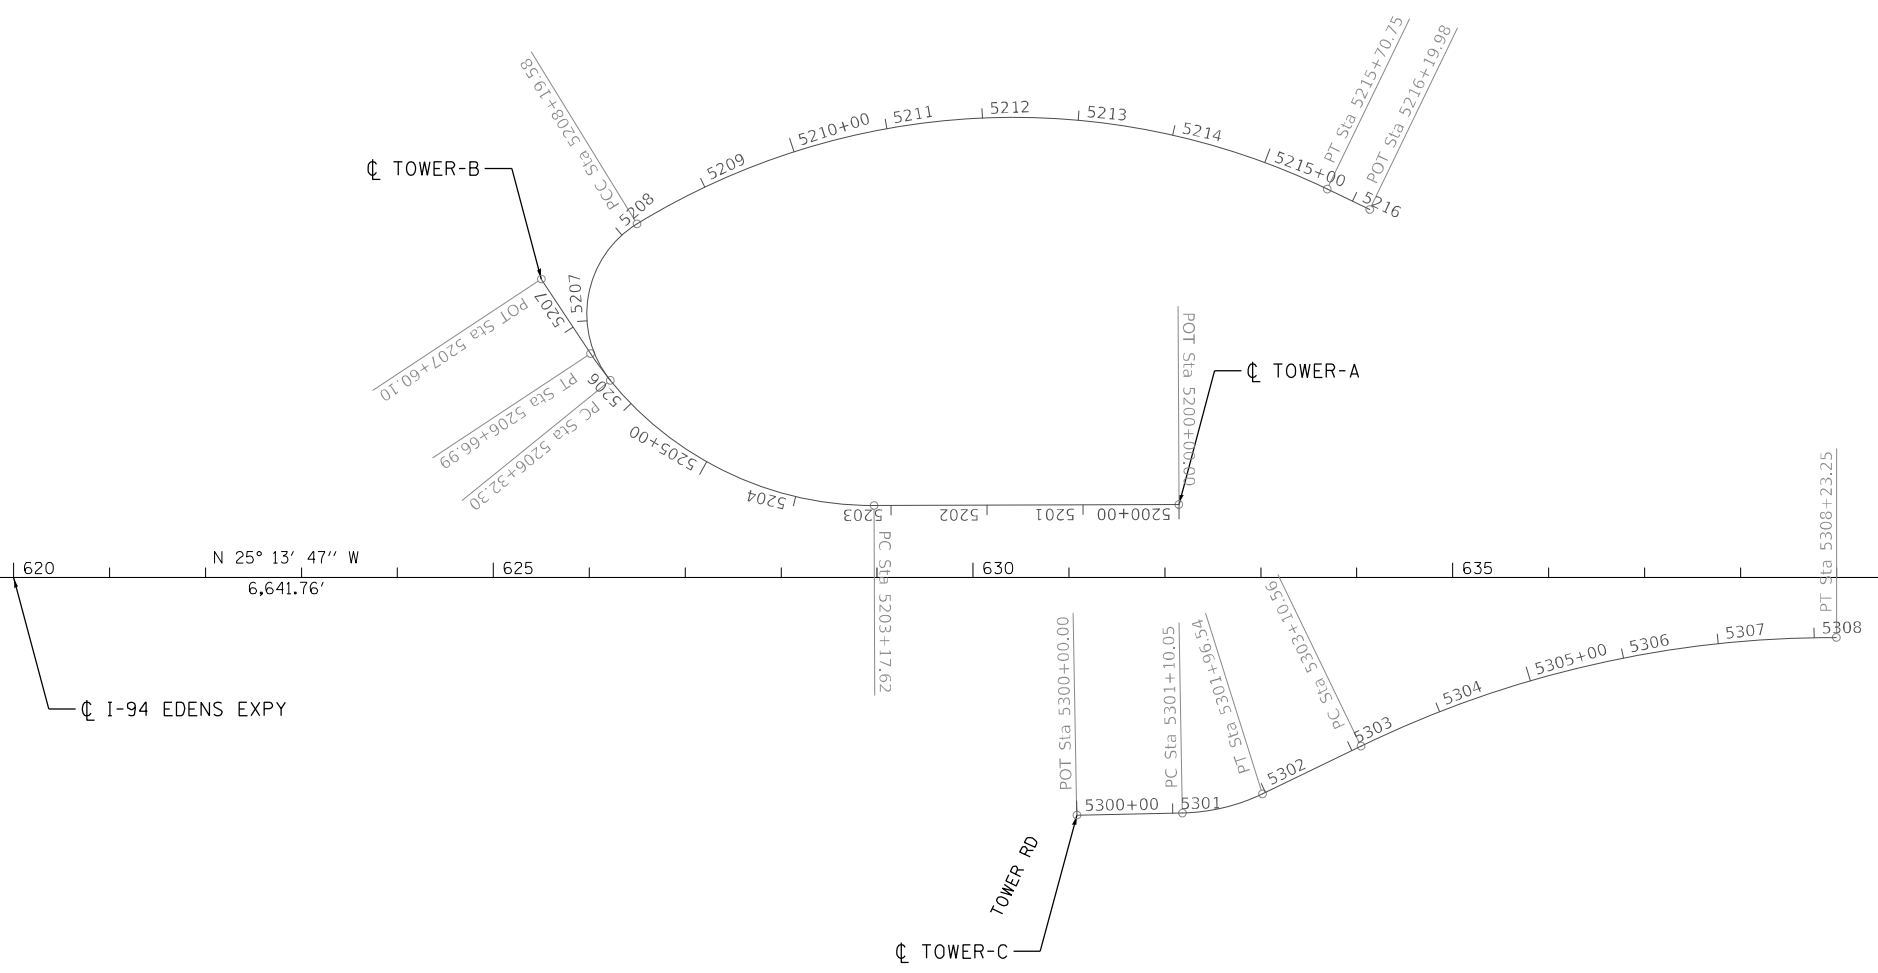 PT Sta 5215+70.75
POT Sta 5216+19.98
PCC Sta 5208+19.58
5208
5209
5210+00
5211
5212
5213
5214
5215+00
5216
℄ TOWER-B
5207
5207
POT Sta 5207+60.10
PT Sta 5206+66.99
PC Sta 5206+32.30
5206
5205+00
5204
5203
5202
5201
5200+00
POT Sta 5200+00.00
℄ TOWER-A
PC Sta 5203+17.62
N 25° 13′ 47″ W
6,641.76′
620
625
630
635
℄ I-94 EDENS EXPY
POT Sta 5300+00.00
PC Sta 5301+10.05
PT Sta 5301+96.54
PC Sta 5303+10.56
PT Sta 5308+23.25
5300+00
5301
5302
5303
5304
5305+00
5306
5307
5308
TOWER RD
℄ TOWER-C